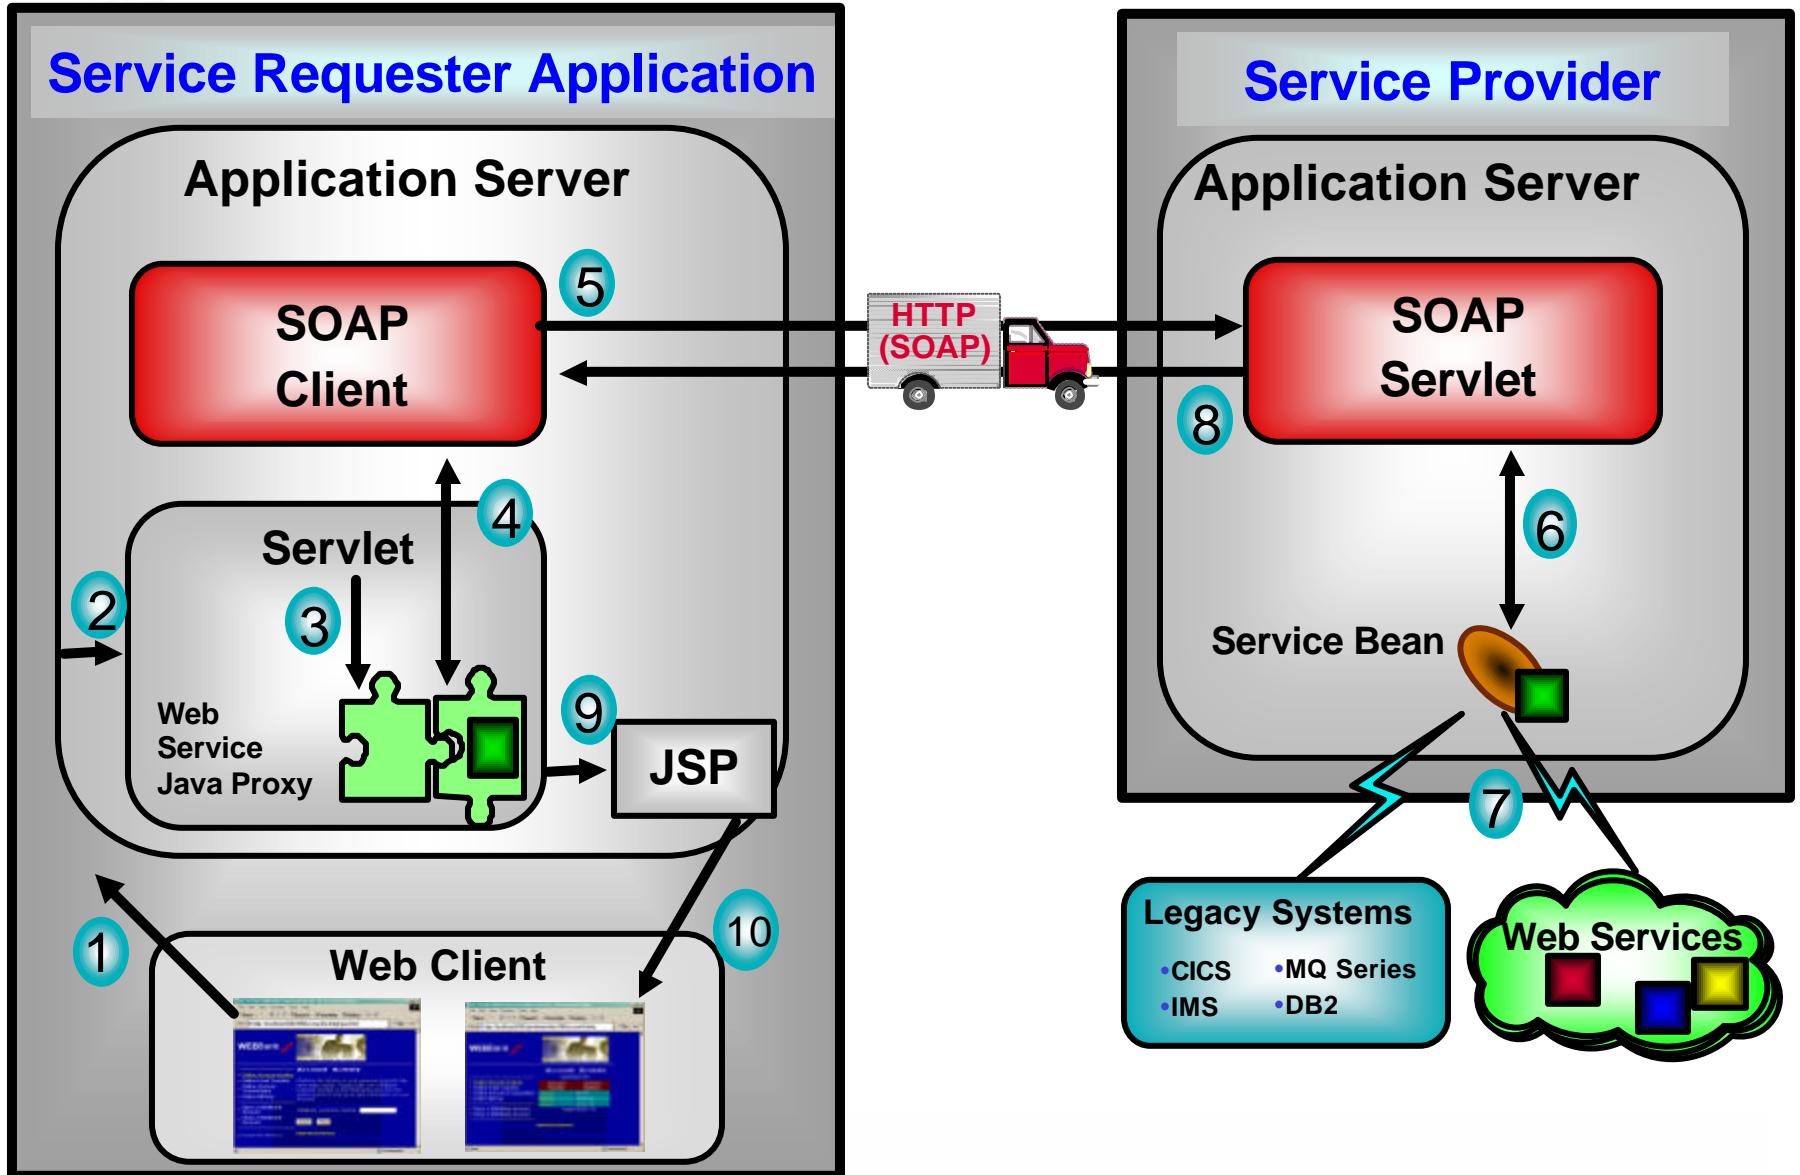 Service Requester Application
Application Server
SOAP
Client
5
4
Servlet
2
3
Web
Service
Java Proxy
9
JSP
1
10
Web Client
WEBBank
HTTP
(SOAP)
Service Provider
Application Server
SOAP
Servlet
8
6
Service Bean
7
Legacy Systems
•CICS
•MQ Series
•IMS
•DB2
Web Services